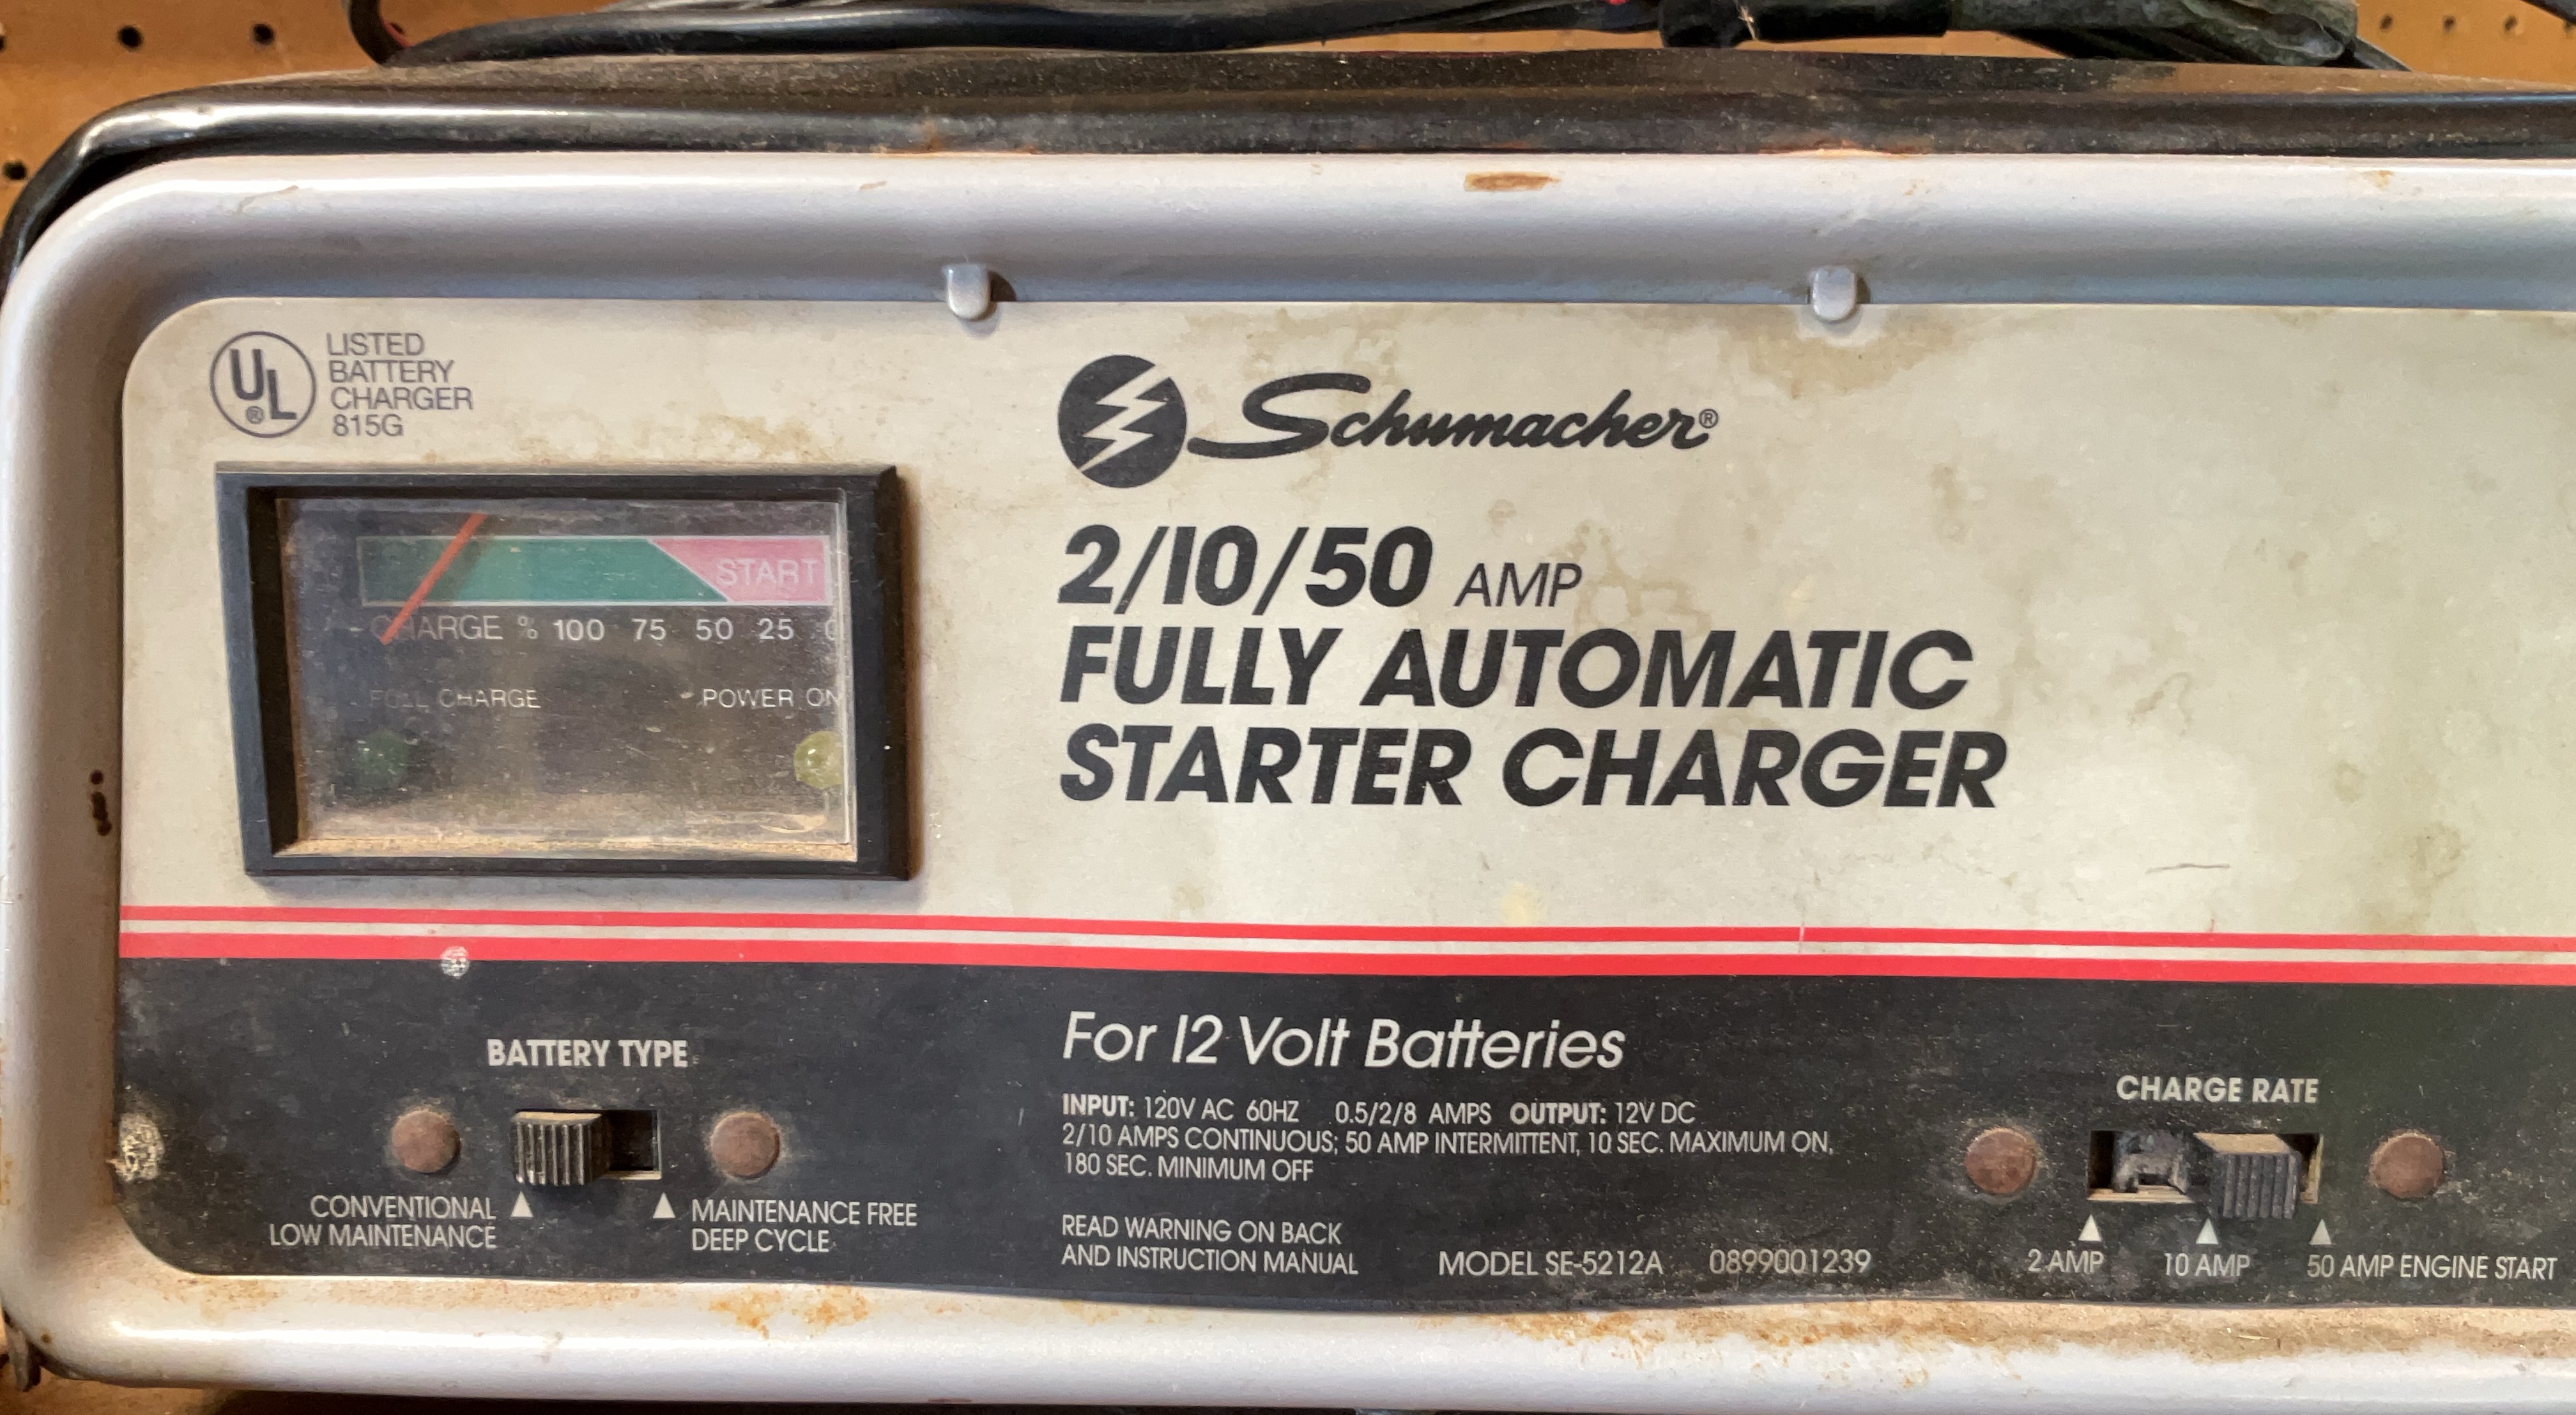 UL®
LISTED
BATTERY
CHARGER
815G
Schumacher®
START
CHARGE % 100 75 50 25 0
FULL CHARGE POWER ON
2/10/50 AMP
FULLY AUTOMATIC
STARTER CHARGER
BATTERY TYPE
CONVENTIONAL
LOW MAINTENANCE
MAINTENANCE FREE
DEEP CYCLE
For 12 Volt Batteries
INPUT: 120V AC 60HZ 0.5/2/8 AMPS OUTPUT: 12V DC
2/10 AMPS CONTINUOUS; 50 AMP INTERMITTENT, 10 SEC. MAXIMUM ON,
180 SEC. MINIMUM OFF
READ WARNING ON BACK
AND INSTRUCTION MANUAL
MODEL SE-5212A 0899001239
CHARGE RATE
2 AMP 10 AMP 50 AMP ENGINE START